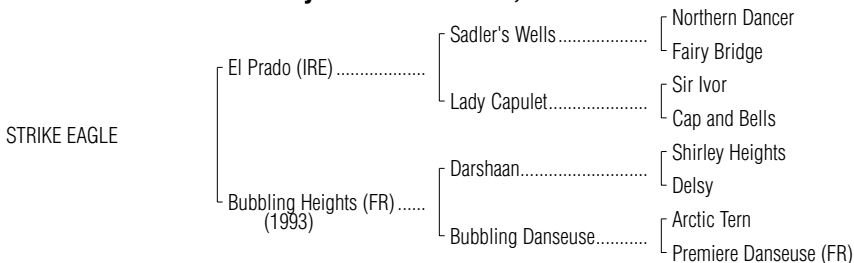 Northern Dancer
Sadler's Wells
Fairy Bridge
El Prado (IRE)
Sir Ivor
Lady Capulet
Cap and Bells
STRIKE EAGLE
Shirley Heights
Darshaan
Delsy
Bubbling Heights (FR)
(1993)
Arctic Tern
Bubbling Danseuse
Premiere Danseuse (FR)